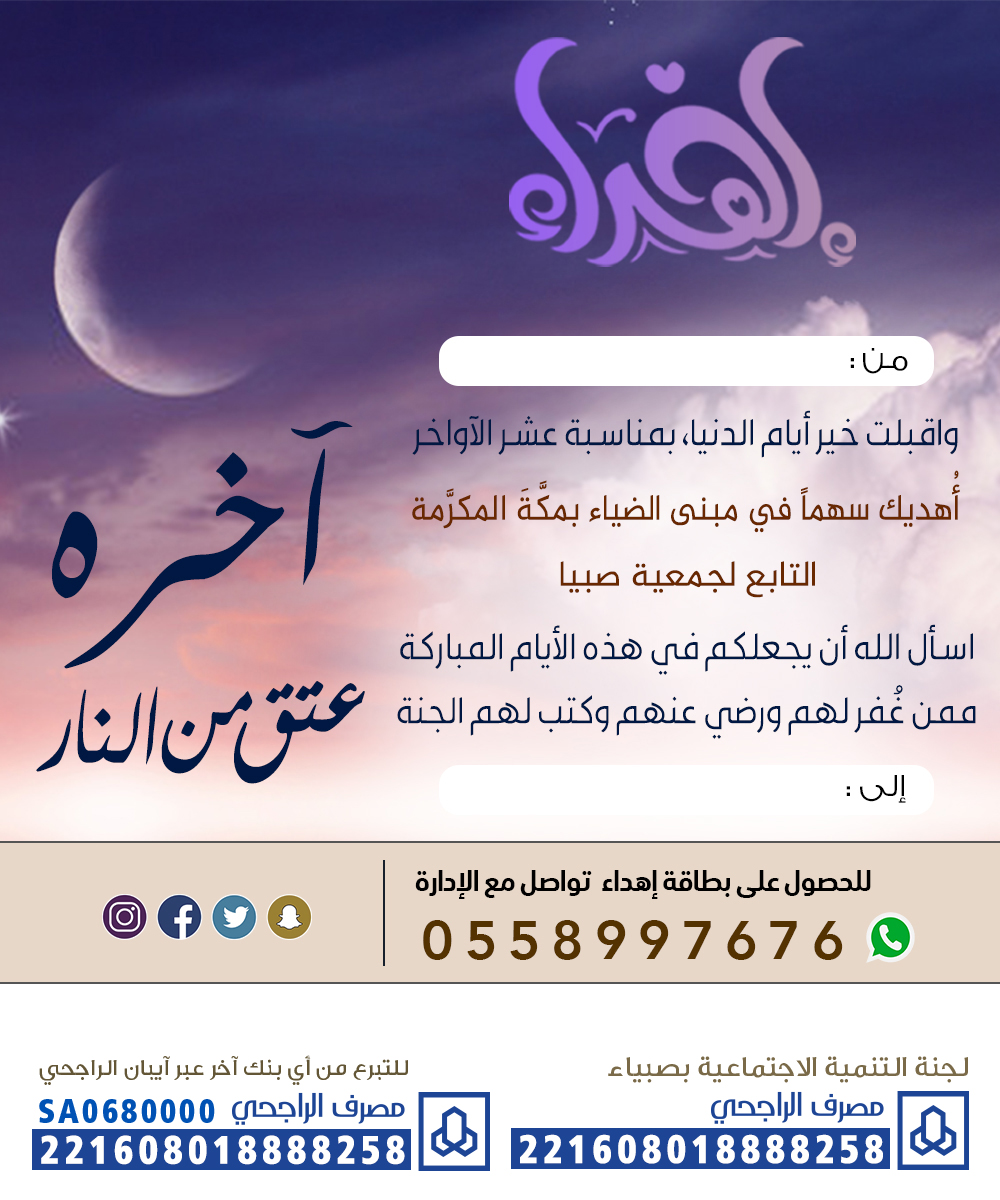 إهداء
من :
واقبلت خير أيام الدنيا، بمناسبة عشر الآواخر
أُهديك سهماً في مبنى الضياء بمكَّةَ المكرَّمة
التابع لجمعية صبيا
اسأل الله أن يجعلكم في هذه الأيام المباركة
ممن غُفر لهم ورضي عنهم وكتب لهم الجنة
إلى :
آخره
عتق من النار
للحصول على بطاقة إهداء تواصل مع الإدارة
0558997676
لجنة التنمية الاجتماعية بصبياء
مصرف الراجحي
221608018888258
للتبرع من أي بنك آخر عبر آيبان الراجحي
مصرف الراجحي SA0680000
221608018888258